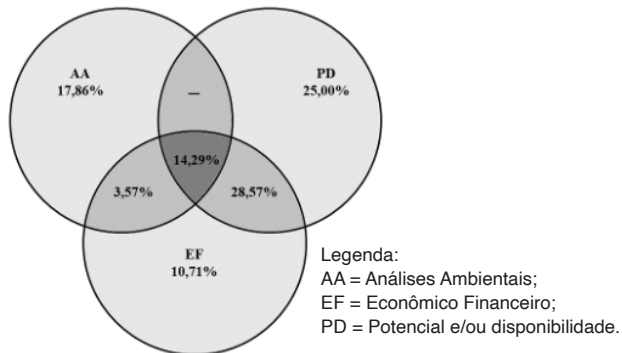 AA
17,86%
PD
25,00%
—
14,29%
3,57%
28,57%
EF
10,71%
Legenda:
AA = Análises Ambientais;
EF = Econômico Financeiro;
PD = Potencial e/ou disponibilidade.